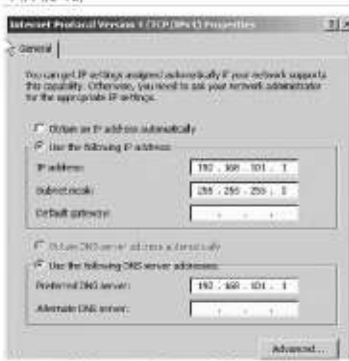 Internet Protocol Version 4 (TCP/IPv4) Properties
General
You can get IP settings assigned automatically if your network supports
this capability. Otherwise, you need to ask your network administrator
for the appropriate IP settings.
Obtain an IP address automatically
Use the following IP address:
IP address: 192 . 168 . 101 . 1
Subnet mask: 255 . 255 . 255 .
Default gateway:
Obtain DNS server address automatically
Use the following DNS server addresses:
Preferred DNS server: 192 . 168 . 101 . 1
Alternate DNS server:
Advanced...